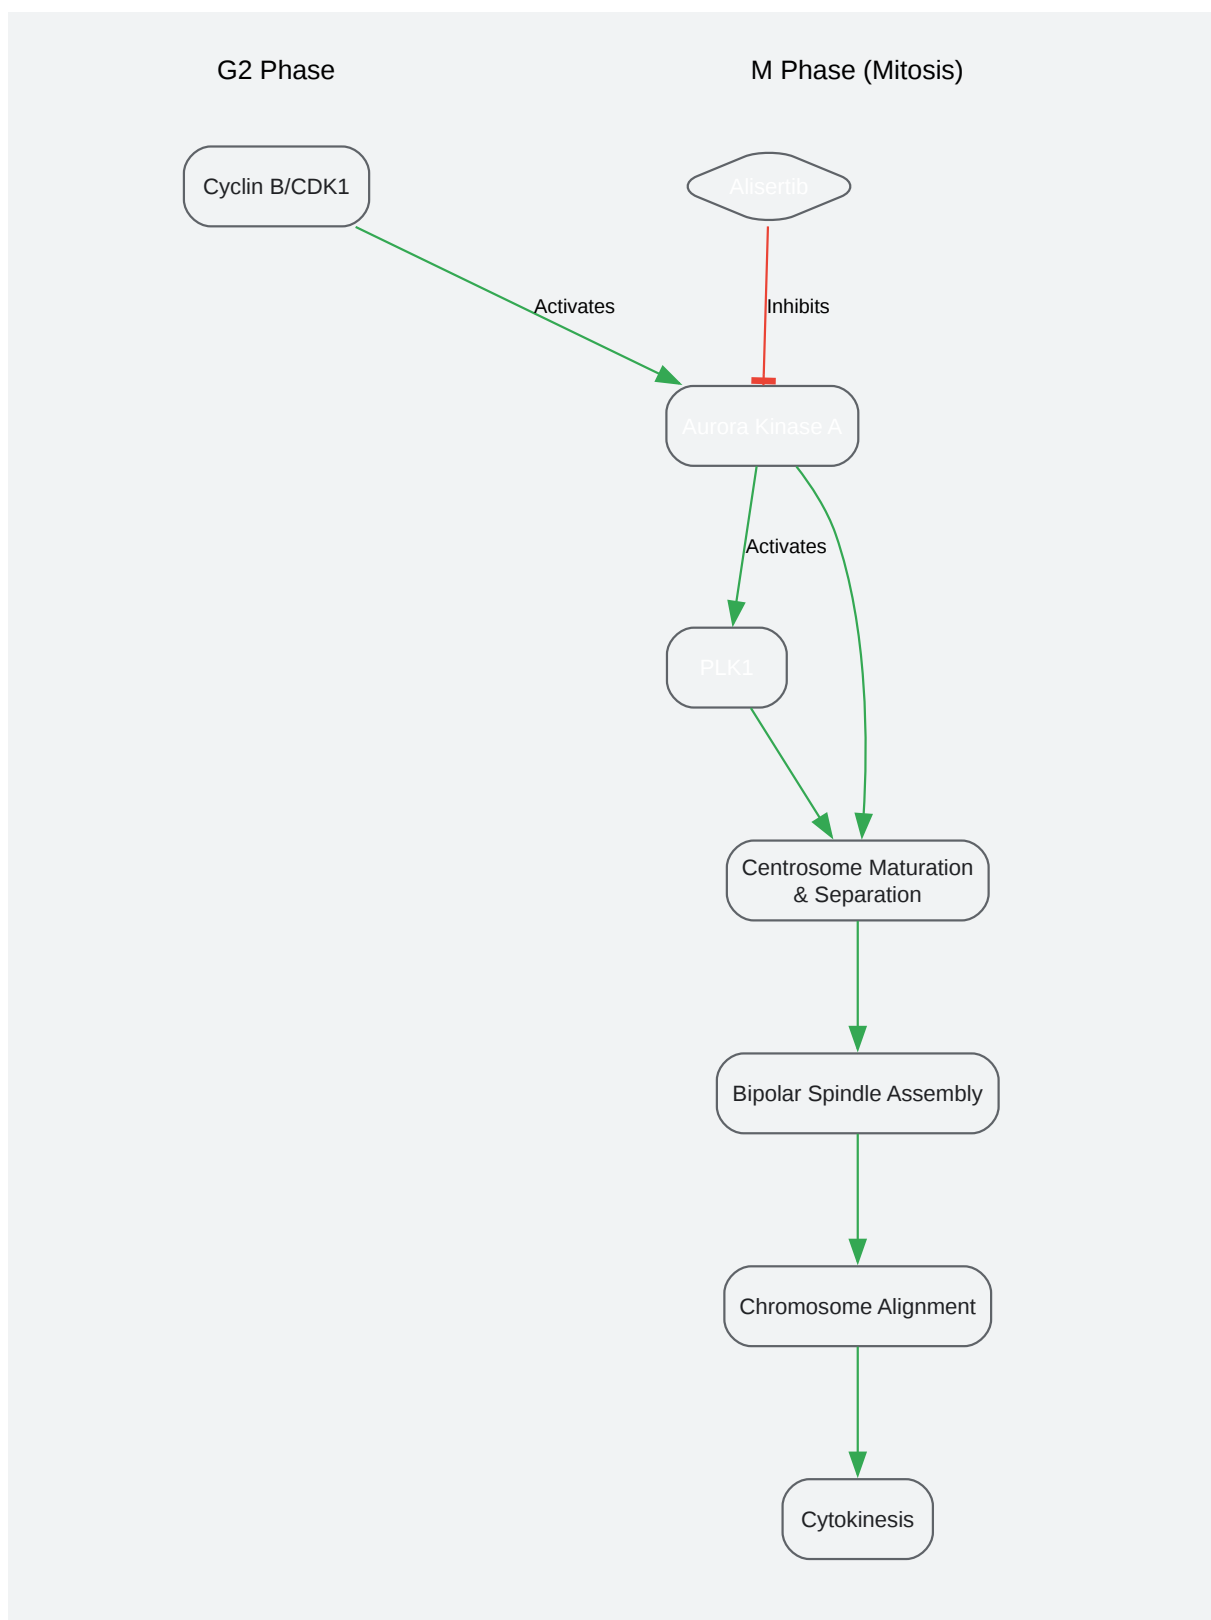 G2 Phase
M Phase (Mitosis)
Cyclin B/CDK1
Alisertib
Activates
Inhibits
Aurora Kinase A
Activates
PLK1
Centrosome Maturation
& Separation
Bipolar Spindle Assembly
Chromosome Alignment
Cytokinesis